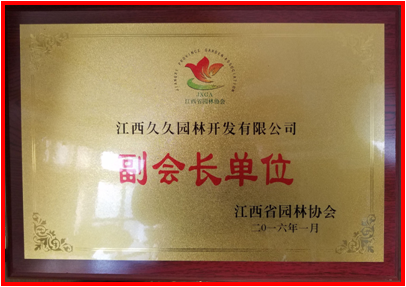 江西省园林协会
江西久久园林开发有限公司
副会长单位
江西省园林协会
二〇一六年一月